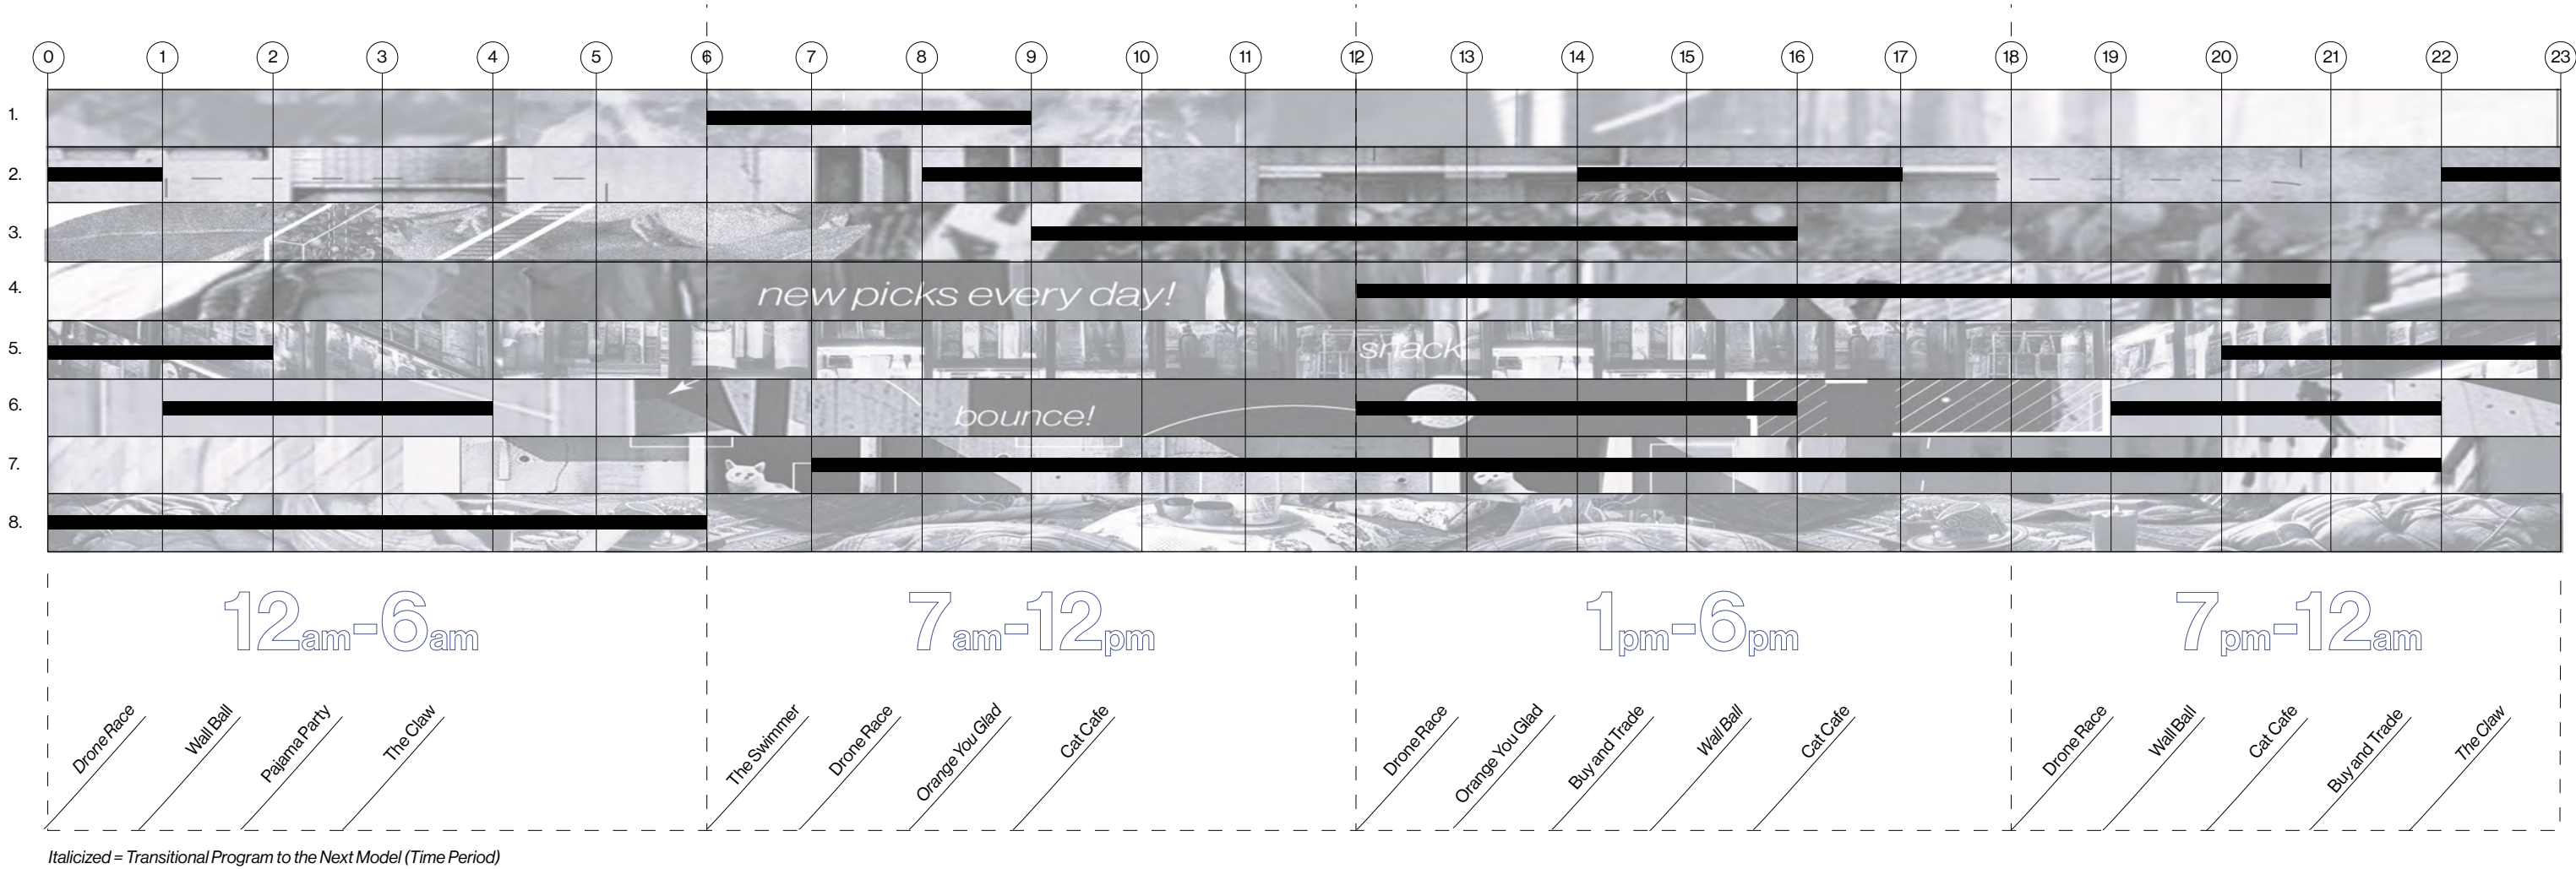 0 1 2 3 4 5 6 7 8 9 10 11 12 13 14 15 16 17 18 19 20 21 22 23
1.
2.
3.
4. new picks every day!
5. snack
6. bounce!
7.
8.
12am-6am 7am-12pm 1pm-6pm 7pm-12am
Drone Race Wall Ball Pajama Party The Claw The Swimmer Drone Race Orange You Glad Cat Cafe Drone Race Orange You Glad Buy and Trade Wall Ball Cat Cafe Drone Race Wall Ball Cat Cafe Buy and Trade The Claw
Italicized = Transitional Program to the Next Model (Time Period)